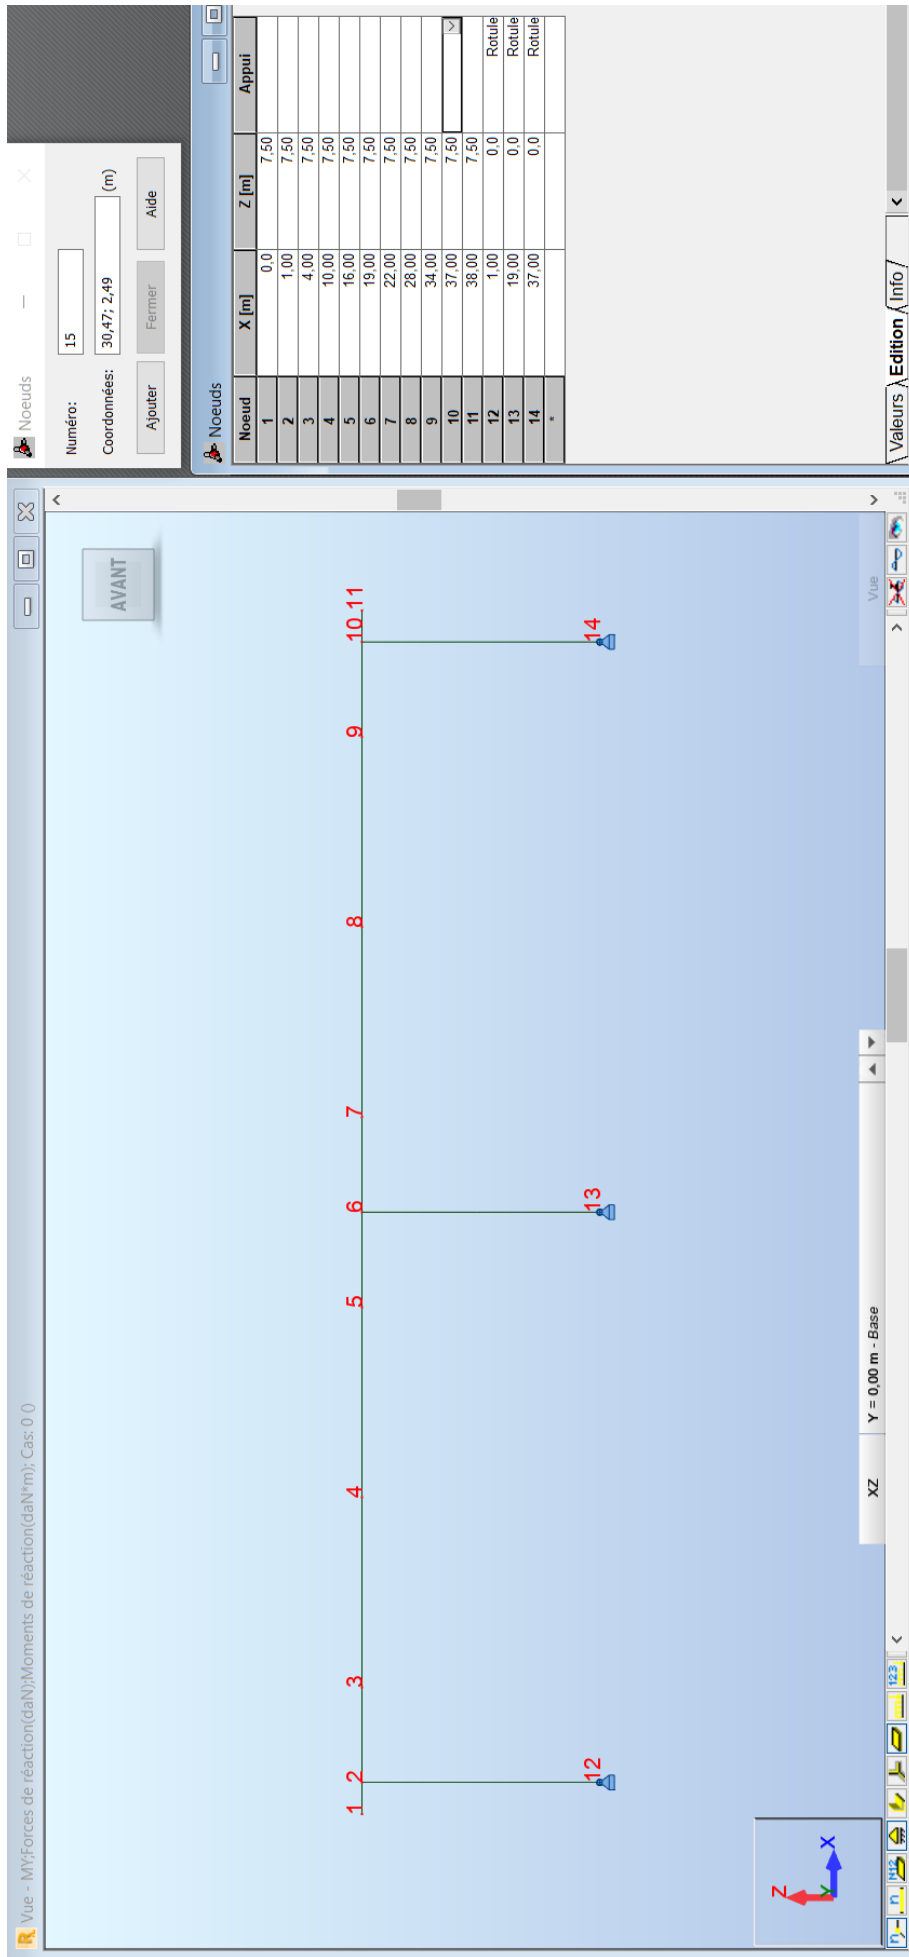 Vue - MY;Forces de réaction(daN);Moments de réaction(daN*m); Cas: 0 ()
AVANT
1 2 3 4 5 6 7 8 9 10 11
12 13 14
Z
Y X
XZ Y = 0,00 m - Base
Vue
Noeuds
Numéro: 15
Coordonnées: 30,47; 2,49 (m)
Ajouter Fermer Aide
Noeuds
Noeud X [m] Z [m] Appui
1 0,0 7,50
2 1,00 7,50
3 4,00 7,50
4 10,00 7,50
5 16,00 7,50
6 19,00 7,50
7 22,00 7,50
8 28,00 7,50
9 34,00 7,50
10 37,00 7,50
11 38,00 7,50
12 1,00 0,0 Rotule
13 19,00 0,0 Rotule
14 37,00 0,0 Rotule
*
Valeurs Edition Info